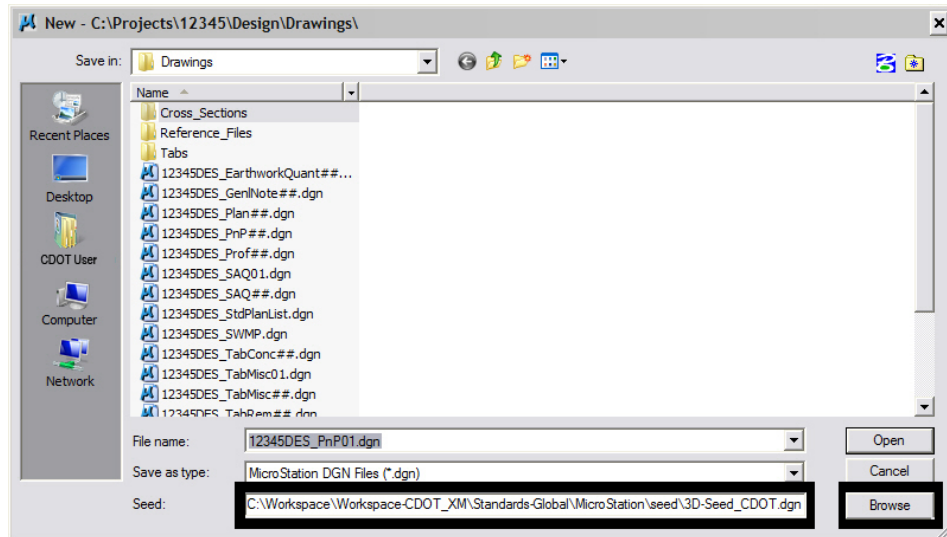 New - C:\Projects\12345\Design\Drawings\
Save in: Drawings
Name
Recent Places
Desktop
CDOT User
Computer
Network
Cross_Sections
Reference_Files
Tabs
12345DES_EarthworkQuant##...
12345DES_GenlNote##.dgn
12345DES_Plan##.dgn
12345DES_PnP##.dgn
12345DES_Prof##.dgn
12345DES_SAQ01.dgn
12345DES_SAQ##.dgn
12345DES_StdPlanList.dgn
12345DES_SWMP.dgn
12345DES_TabConc##.dgn
12345DES_TabMisc01.dgn
12345DES_TabMisc##.dgn
12345DES_TabRem##.dgn
File name: 12345DES_PnP01.dgn Open
Save as type: MicroStation DGN Files (*.dgn) Cancel
Seed: C:\Workspace\Workspace-CDOT_XM\Standards-Global\MicroStation\seed\3D-Seed_CDOT.dgn Browse